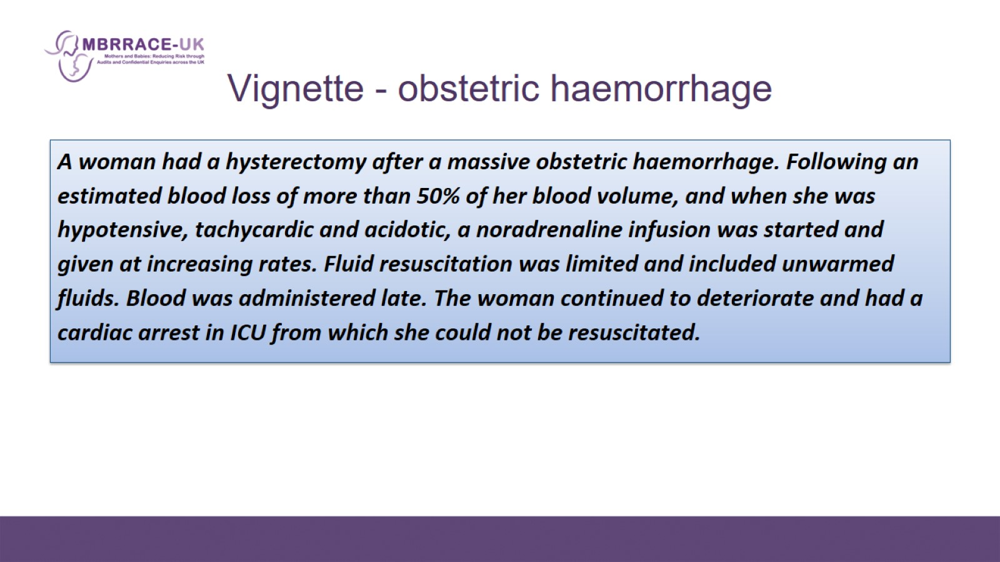 MBRRACE-UK
Mothers and Babies: Reducing Risk through
Audits and Confidential Enquiries across the UK
Vignette - obstetric haemorrhage
A woman had a hysterectomy after a massive obstetric haemorrhage. Following an
estimated blood loss of more than 50% of her blood volume, and when she was
hypotensive, tachycardic and acidotic, a noradrenaline infusion was started and
given at increasing rates. Fluid resuscitation was limited and included unwarmed
fluids. Blood was administered late. The woman continued to deteriorate and had a
cardiac arrest in ICU from which she could not be resuscitated.